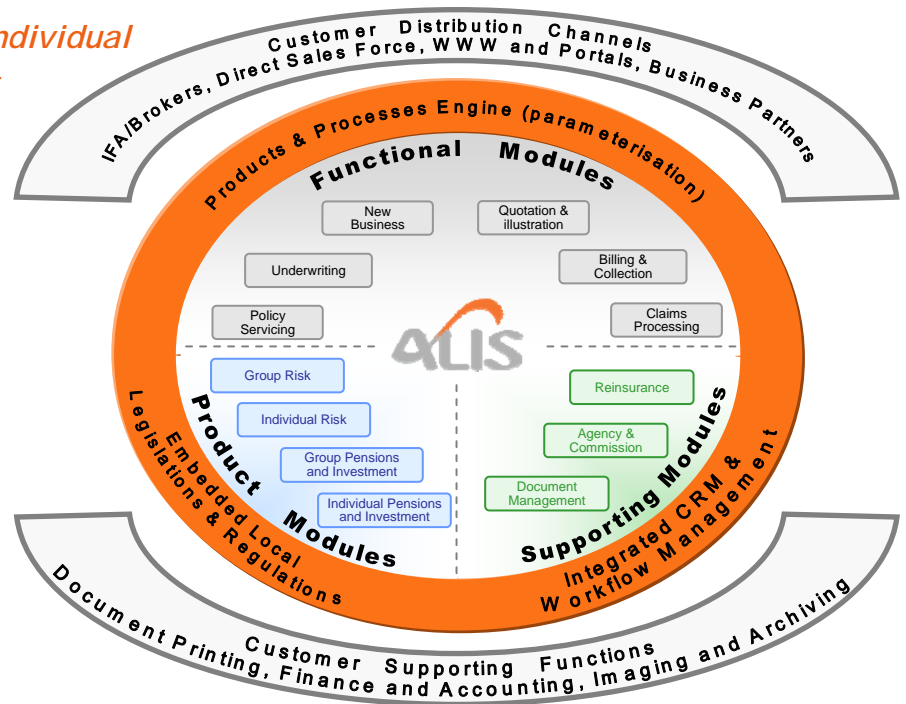 ndividual
Customer Distribution Channels
IFA/Brokers, Direct Sales Force, WWW and Portals, Business Partners
Products & Processes Engine (parameterisation)
Functional Modules
New
Business
Quotation &
illustration
Underwriting
Billing &
Collection
Policy
Servicing
Claims
Processing
ALIS
Group Risk
Individual Risk
Group Pensions
and Investment
Individual Pensions
and Investment
Product Modules
Reinsurance
Agency &
Commission
Document
Management
Supporting Modules
Embedded Local
Legislations & Regulations
Integrated CRM &
Workflow Management
Customer Supporting Functions
Document Printing, Finance and Accounting, Imaging and Archiving